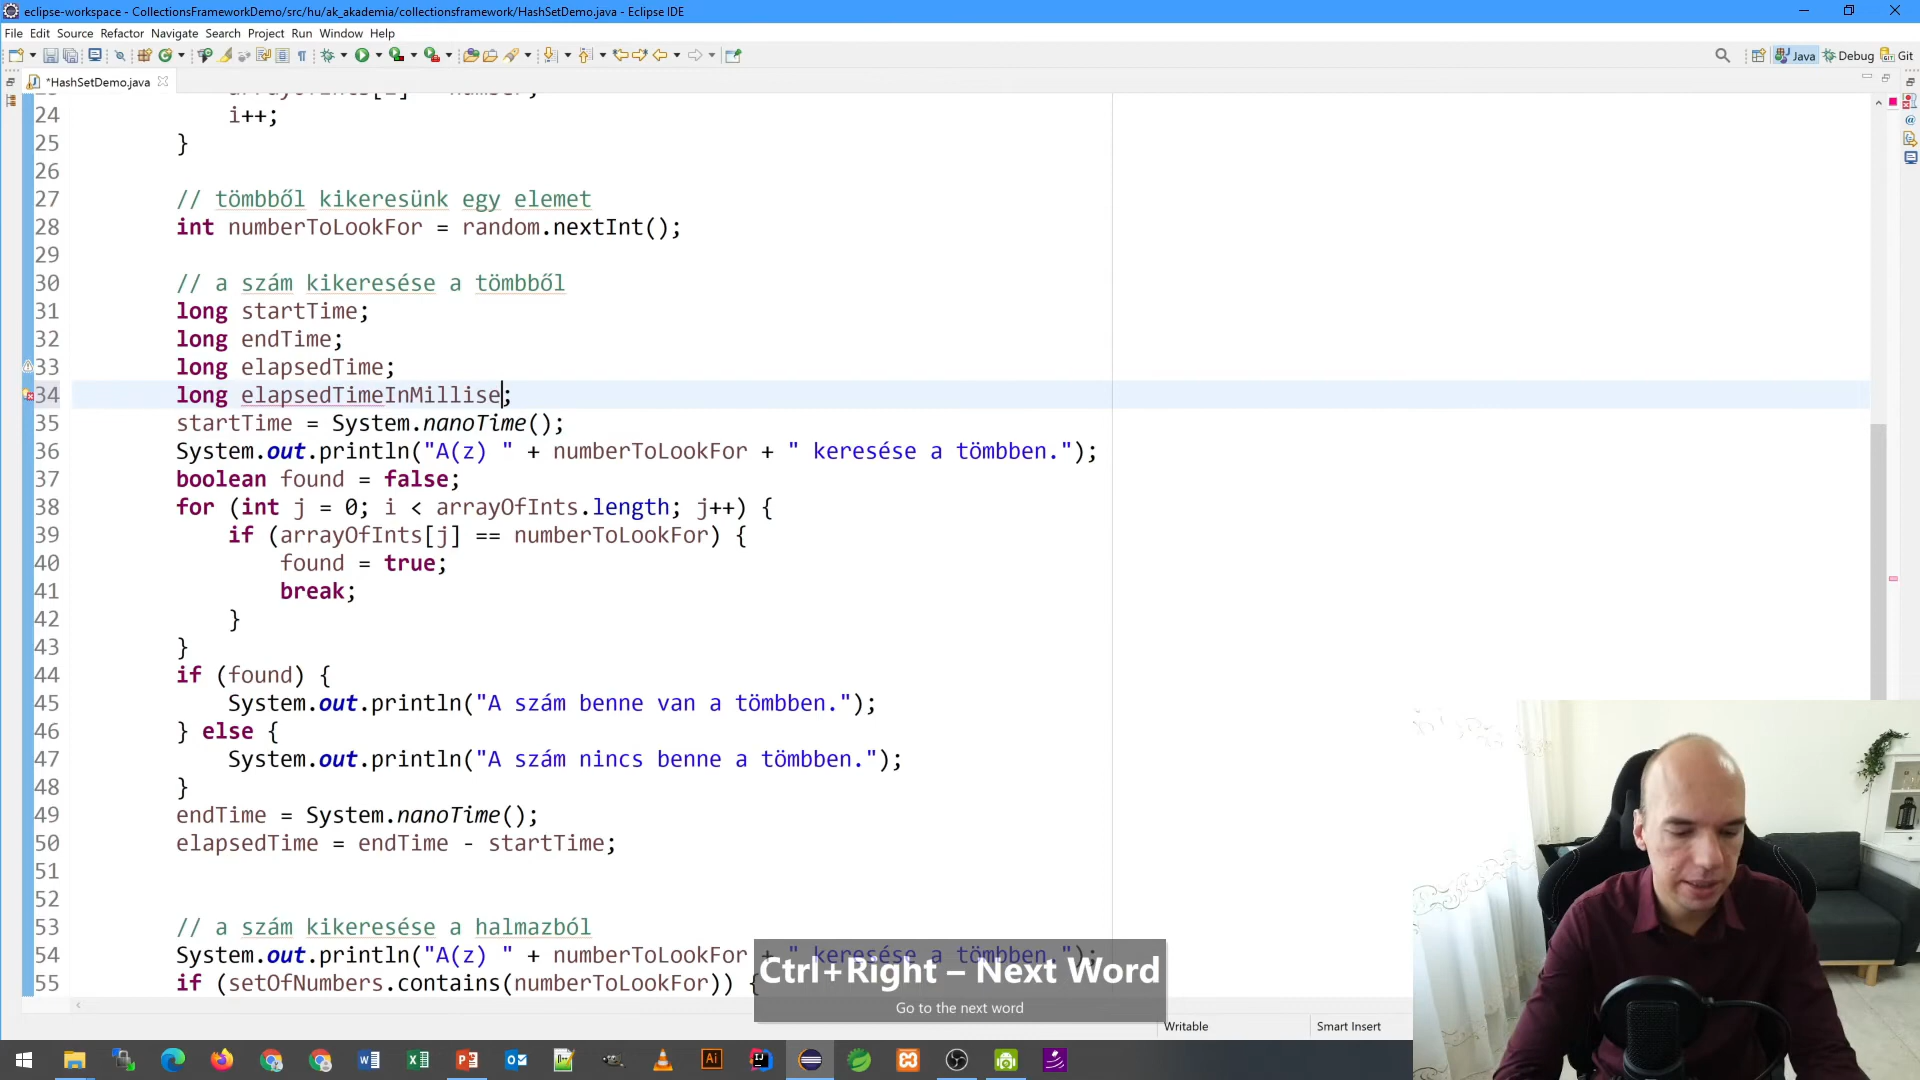 eclipse-workspace - CollectionsFrameworkDemo/src/hu/ak_akademia/collectionsframework/HashSetDemo.java - Eclipse IDE
File Edit Source Refactor Navigate Search Project Run Window Help
Java Debug Git
*HashSetDemo.java
24 i++;
25 }
26
27 // tömbből kikeresünk egy elemet
28 int numberToLookFor = random.nextInt();
29
30 // a szám kikeresése a tömbből
31 long startTime;
32 long endTime;
33 long elapsedTime;
34 long elapsedTimeInMillise;
35 startTime = System.nanoTime();
36 System.out.println("A(z) " + numberToLookFor + " keresése a tömbben.");
37 boolean found = false;
38 for (int j = 0; i < arrayOfInts.length; j++) {
39 if (arrayOfInts[j] == numberToLookFor) {
40 found = true;
41 break;
42 }
43 }
44 if (found) {
45 System.out.println("A szám benne van a tömbben.");
46 } else {
47 System.out.println("A szám nincs benne a tömbben.");
48 }
49 endTime = System.nanoTime();
50 elapsedTime = endTime - startTime;
51
52
53 // a szám kikeresése a halmazból
54 System.out.println("A(z) " + numberToLookFor + " keresése a tömbben.");
55 if (setOfNumbers.contains(numberToLookFor)) {
Ctrl+Right – Next Word
Go to the next word
Writable Smart Insert